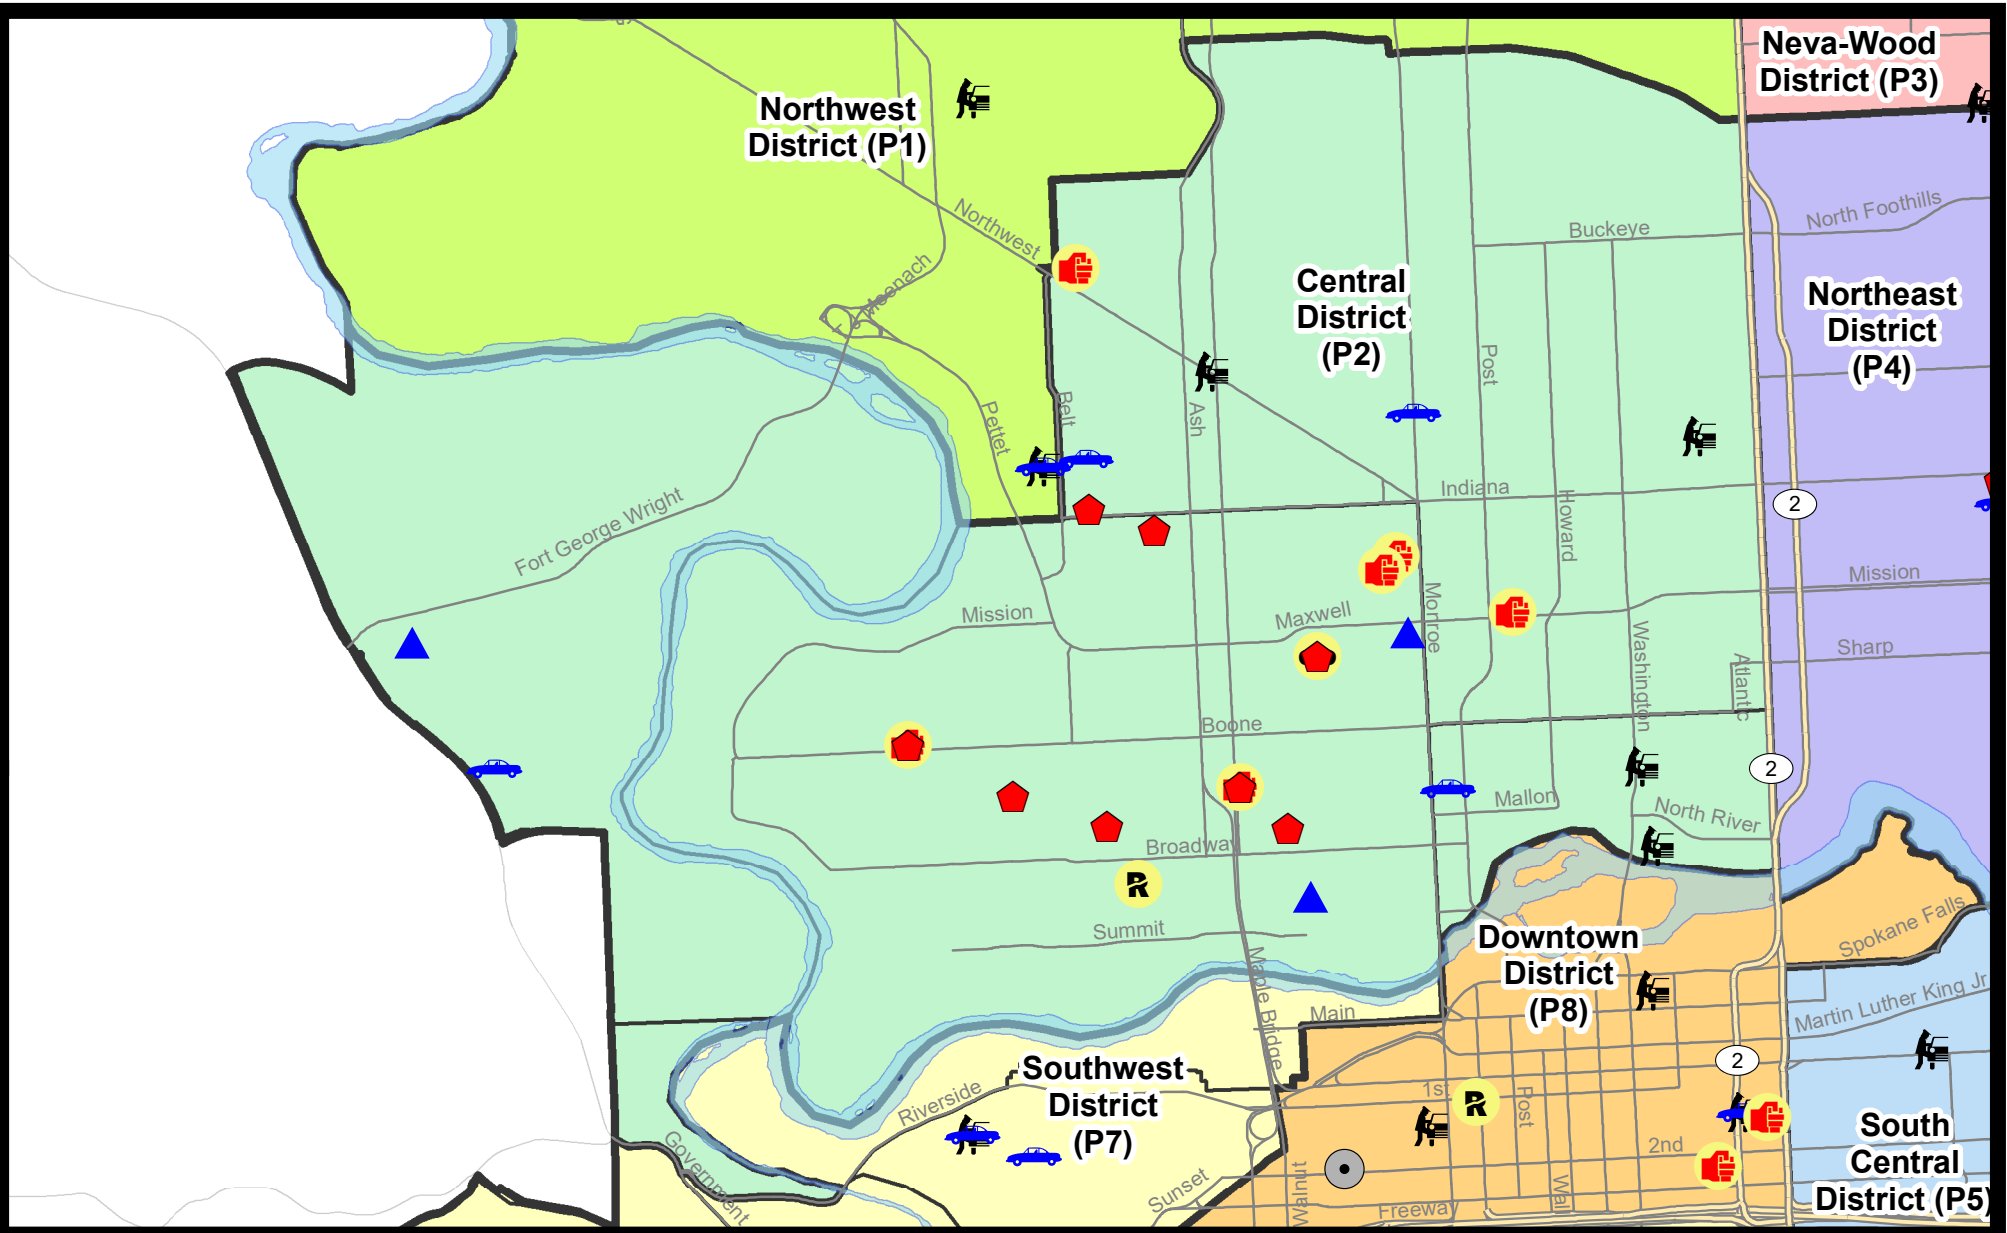 Neva-Wood
District (P3)
Northwest
District (P1)
North Foothills
Buckeye
Northwest
Central
District
(P2)
Northeast
District
(P4)
Post
Belt
Ash
Pettet
Indiana
2
Howard
Fort George Wright
Mission
Mission
Maxwell
Monroe
Washington
Sharp
Atlantic
Boone
2
Mallon
North River
Broadway
R
Summit
Spokane Falls
Downtown
District
(P8)
Maple Bridge
Main
Martin Luther King Jr
2
Southwest
District
(P7)
Riverside
1st
R
Post
South
Central
District (P5)
Government
2nd
Sunset
Walnut
Wall
Freeway